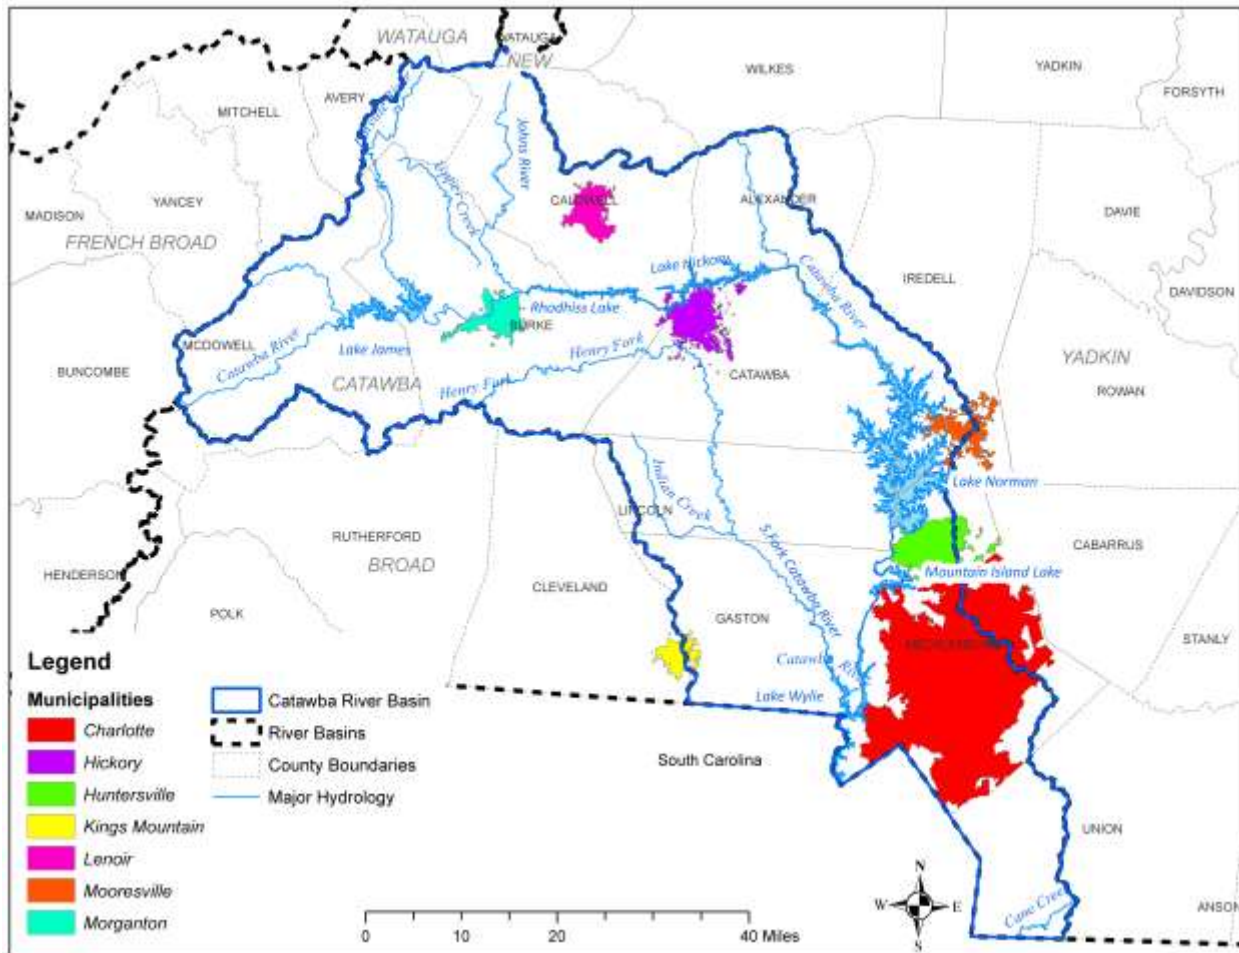 WATAUGA
WATAUGA
NEW
WILKES
YADKIN
FORSYTH
AVERY
MITCHELL
Johns River
Upper Creek
CALDWELL
ALEXANDER
YANCEY
MADISON
DAVIE
FRENCH BROAD
Lake Hickory
Catawba River
IREDELL
DAVIDSON
Rhodhiss Lake
BURKE
MCDOWELL
Catawba River
Lake James
Henry Fork
YADKIN
BUNCOMBE
CATAWBA
Henry Fork
CATAWBA
ROWAN
Lake Norman
Indian Creek
LINCOLN
RUTHERFORD
S.Fork Catawba River
CABARRUS
BROAD
HENDERSON
CLEVELAND
Mountain Island Lake
POLK
GASTON
STANLY
MECKLENBURG
Catawba River
Lake Wylie
South Carolina
UNION
Cane Creek
ANSON
Legend
Municipalities
Charlotte
Hickory
Huntersville
Kings Mountain
Lenoir
Mooresville
Morganton
Catawba River Basin
River Basins
County Boundaries
Major Hydrology
N
W
E
S
0
10
20
40 Miles